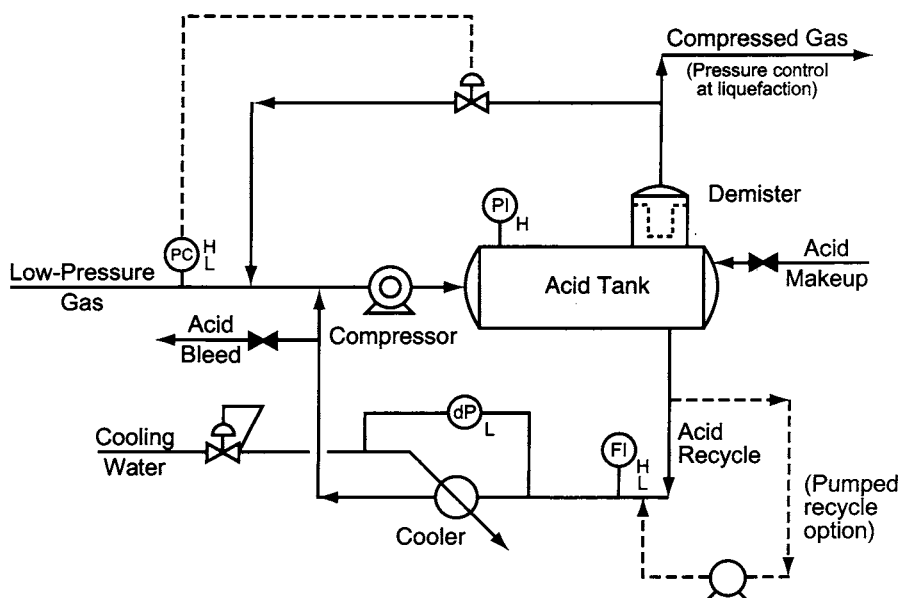 Compressed Gas
(Pressure control
at liquefaction)
Demister
PI
H
PC
H
L
Low-Pressure
Gas
Acid Tank
Acid
Makeup
Compressor
Acid
Bleed
dP
L
Cooling
Water
FI
H
L
Acid
Recycle
(Pumped
recycle
option)
Cooler